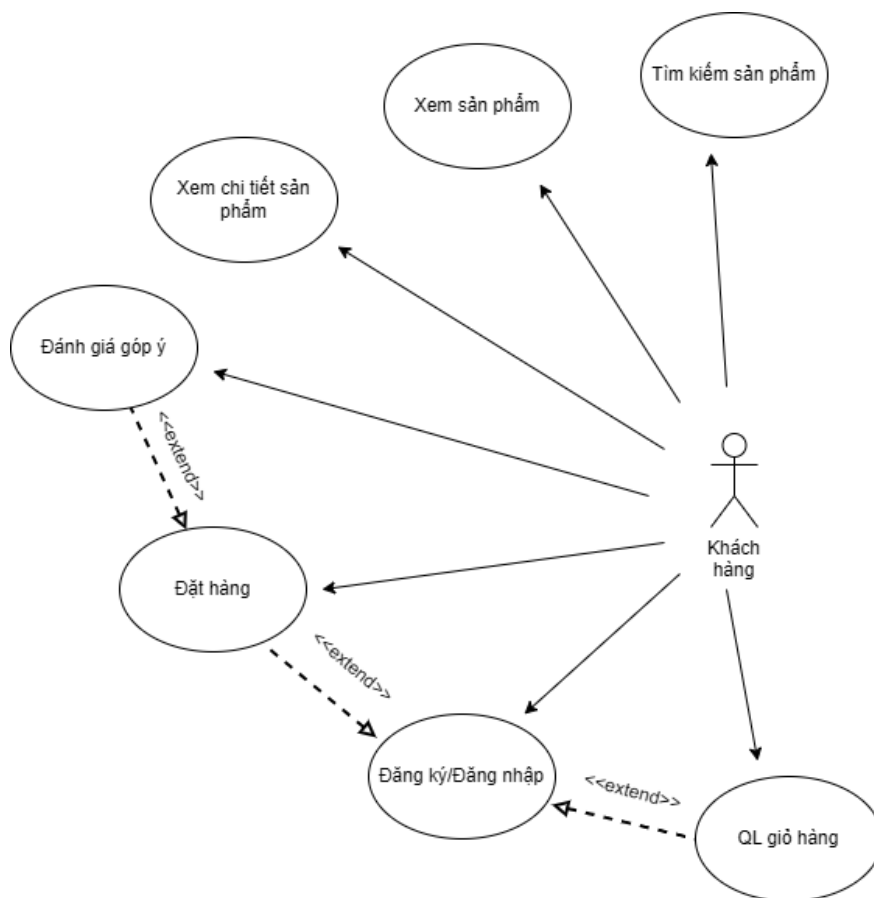 Tìm kiếm sản phẩm
Xem sản phẩm
Xem chi tiết sản
phẩm
Đánh giá góp ý
<<extend>>
Khách
hàng
Đặt hàng
<<extend>>
Đăng ký/Đăng nhập
<<extend>>
QL giỏ hàng